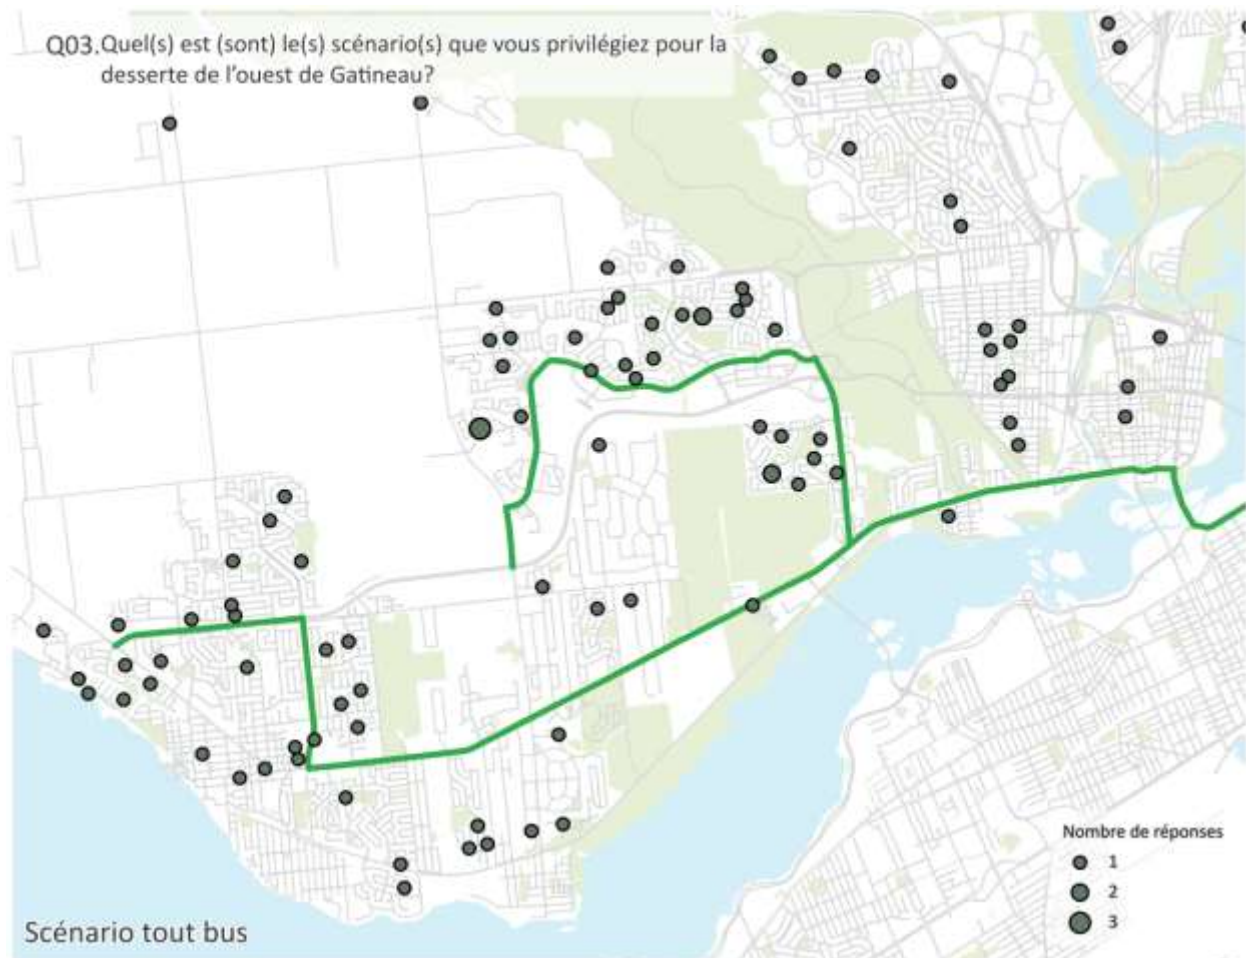 Q03.Quel(s) est (sont) le(s) scénario(s) que vous privilégiez pour la
desserte de l'ouest de Gatineau?
Nombre de réponses
1
2
3
Scénario tout bus